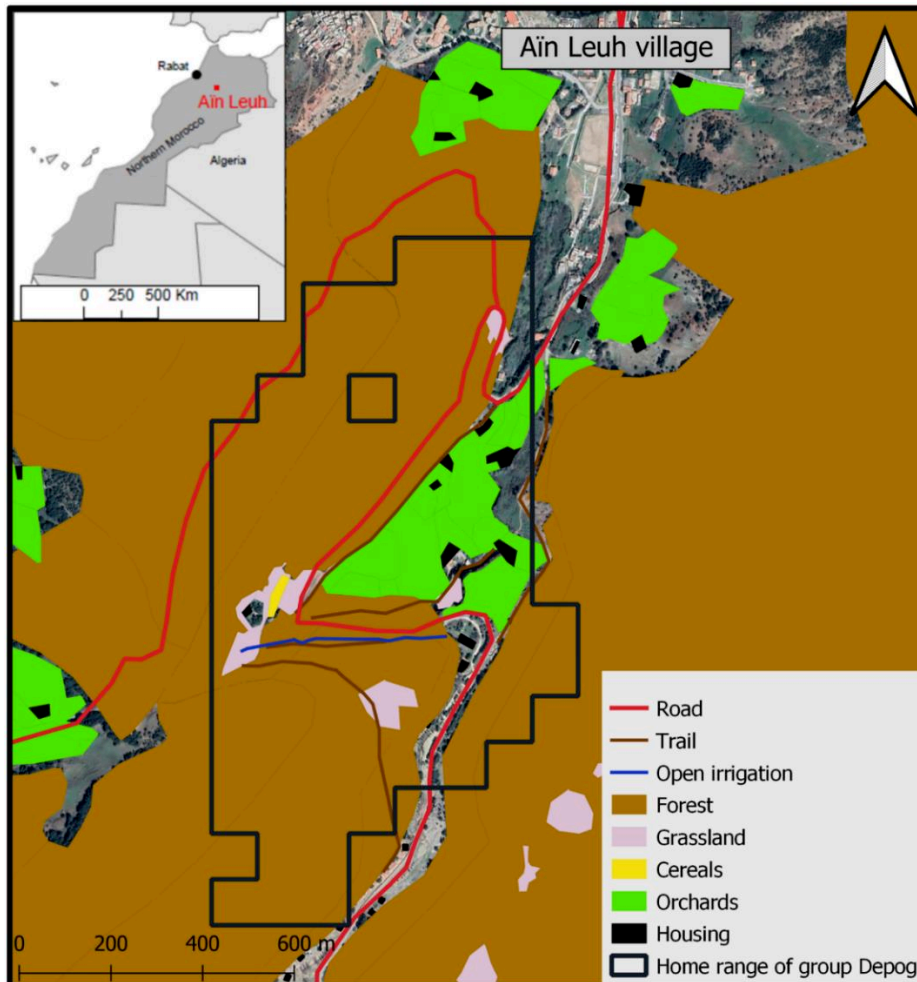 Aïn Leuh village
Rabat
Aïn Leuh
Northern Morocco
Algeria
0 250 500 Km
Road
Trail
Open irrigation
Forest
Grassland
Cereals
Orchards
Housing
Home range of group Depog
0 200 400 600 m